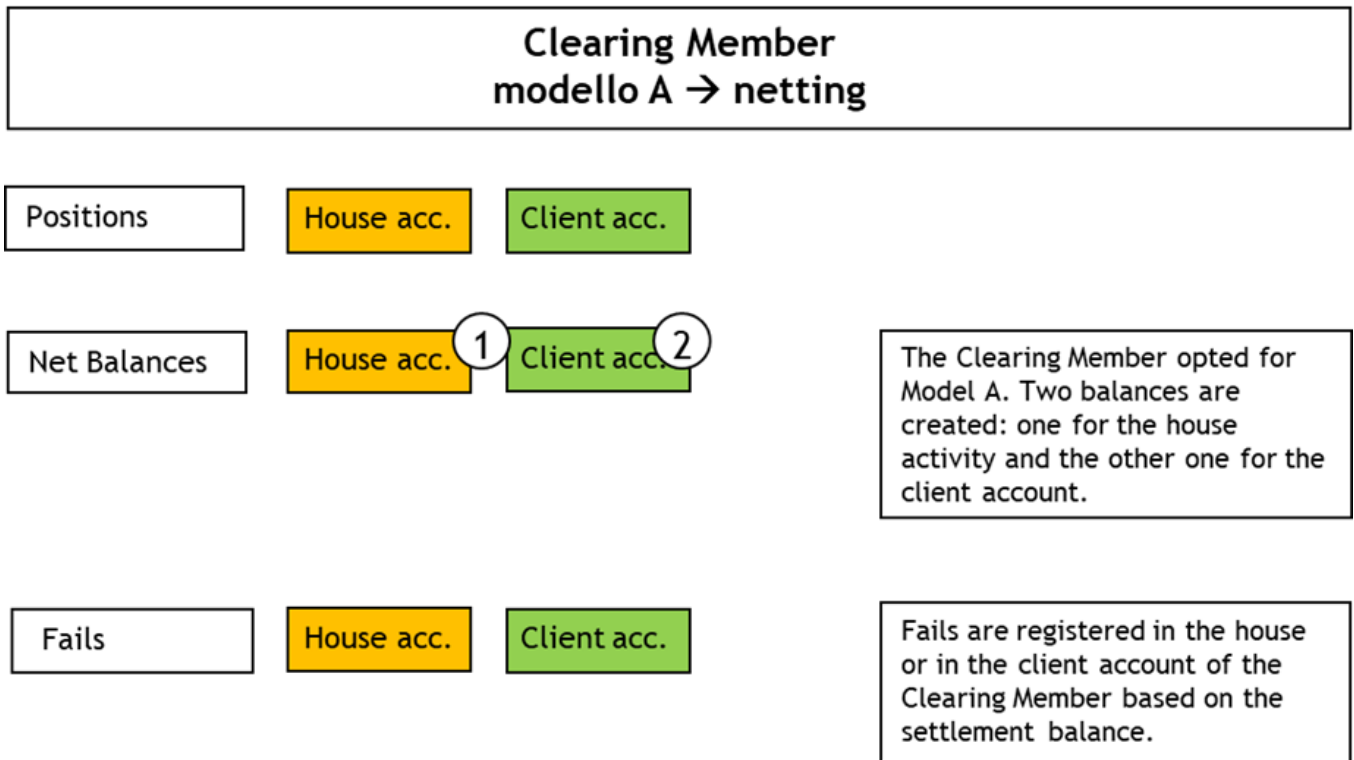 Clearing Member
modello A → netting
Positions
House acc.
Client acc.
Net Balances
House acc.
1
Client acc.
2
The Clearing Member opted for
Model A. Two balances are
created: one for the house
activity and the other one for the
client account.
Fails
House acc.
Client acc.
Fails are registered in the house
or in the client account of the
Clearing Member based on the
settlement balance.